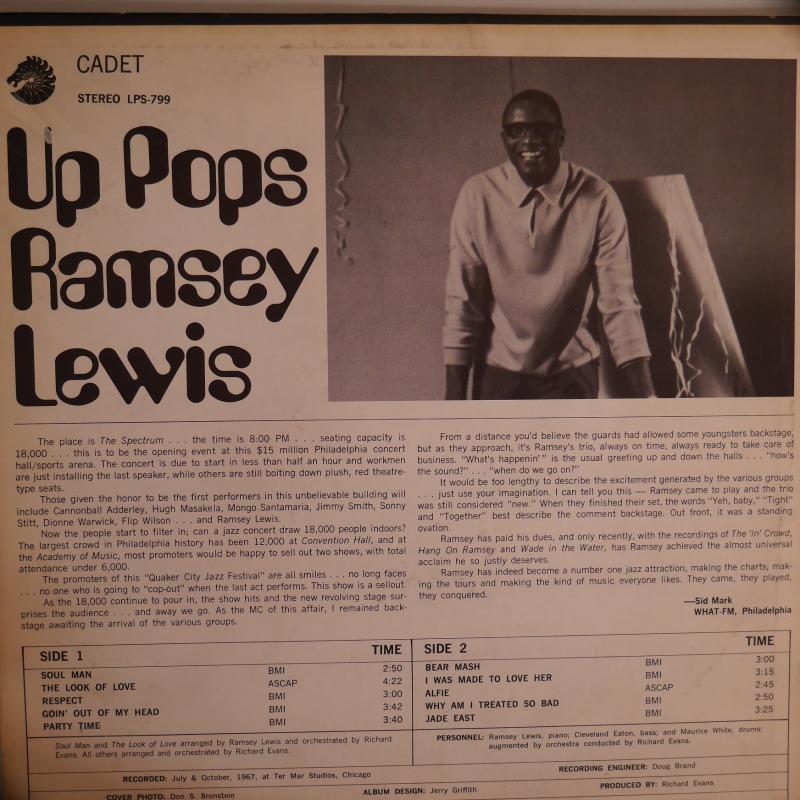 CADET
STEREO LPS-799
Up Pops
Ramsey
Lewis
The place is The Spectrum . . . the time is 8:00 PM . . . seating capacity is
18,000 . . . this is to be the opening event at this $15 million Philadelphia concert
hall/sports arena. The concert is due to start in less than half an hour and workmen
are just installing the last speaker, while others are still bolting down plush, red theatre-
type seats.
Those given the honor to be the first performers in this unbelievable building will
include Cannonball Adderley, Hugh Masakela, Mongo Santamaria, Jimmy Smith, Sonny
Stitt, Dionne Warwick, Flip Wilson . . . and Ramsey Lewis.
Now the people start to filter in; can a jazz concert draw 18,000 people indoors?
The largest crowd in Philadelphia history has been 12,000 at Convention Hall, and at
the Academy of Music, most promoters would be happy to sell out two shows, with total
attendance under 6,000.
The promoters of this "Quaker City Jazz Festival" are all smiles . . . no long faces
. . . no one who is going to "cop-out" when the last act performs. This show is a sellout.
As the 18,000 continue to pour in, the show hits and the new revolving stage sur-
prises the audience . . . and away we go. As the MC of this affair, I remained back-
stage awaiting the arrival of the various groups.
From a distance you'd believe the guards had allowed some youngsters backstage,
but as they approach, it's Ramsey's trio, always on time, always ready to take care of
business. "What's happenin'" is the usual greeting up and down the halls . . . "how's
the sound?" . . . "when do we go on?"
It would be too lengthy to describe the excitement generated by the various groups
. . . just use your imagination. I can tell you this — Ramsey came to play and the trio
was still considered "new." When they finished their set, the words "Yeh, baby," "Tight"
and "Together" best describe the comment backstage. Out front, it was a standing
ovation.
Ramsey has paid his dues, and only recently, with the recordings of The 'In' Crowd,
Hang On Ramsey and Wade in the Water, has Ramsey achieved the almost universal
acclaim he so justly deserves.
Ramsey has indeed become a number one jazz attraction, making the charts, mak-
ing the tours and making the kind of music everyone likes. They came, they played,
they conquered.
—Sid Mark
WHAT-FM, Philadelphia
SIDE 1 TIME
SOUL MAN BMI 2:50
THE LOOK OF LOVE ASCAP 4:22
RESPECT BMI 3:00
GOIN' OUT OF MY HEAD BMI 3:42
PARTY TIME BMI 3:40
SIDE 2 TIME
BEAR MASH BMI 3:00
I WAS MADE TO LOVE HER BMI 3:15
ALFIE ASCAP 2:45
WHY AM I TREATED SO BAD BMI 2:50
JADE EAST BMI 3:25
Soul Man and The Look of Love arranged by Ramsey Lewis and orchestrated by Richard
Evans. All others arranged and orchestrated by Richard Evans.
PERSONNEL: Ramsey Lewis, piano; Cleveland Eaton, bass; and Maurice White, drums;
augmented by orchestra conducted by Richard Evans.
RECORDED: July & October, 1967, at Ter Mar Studios, Chicago
RECORDING ENGINEER: Doug Brand
COVER PHOTO: Don S. Bronstein
ALBUM DESIGN: Jerry Griffith
PRODUCED BY: Richard Evans